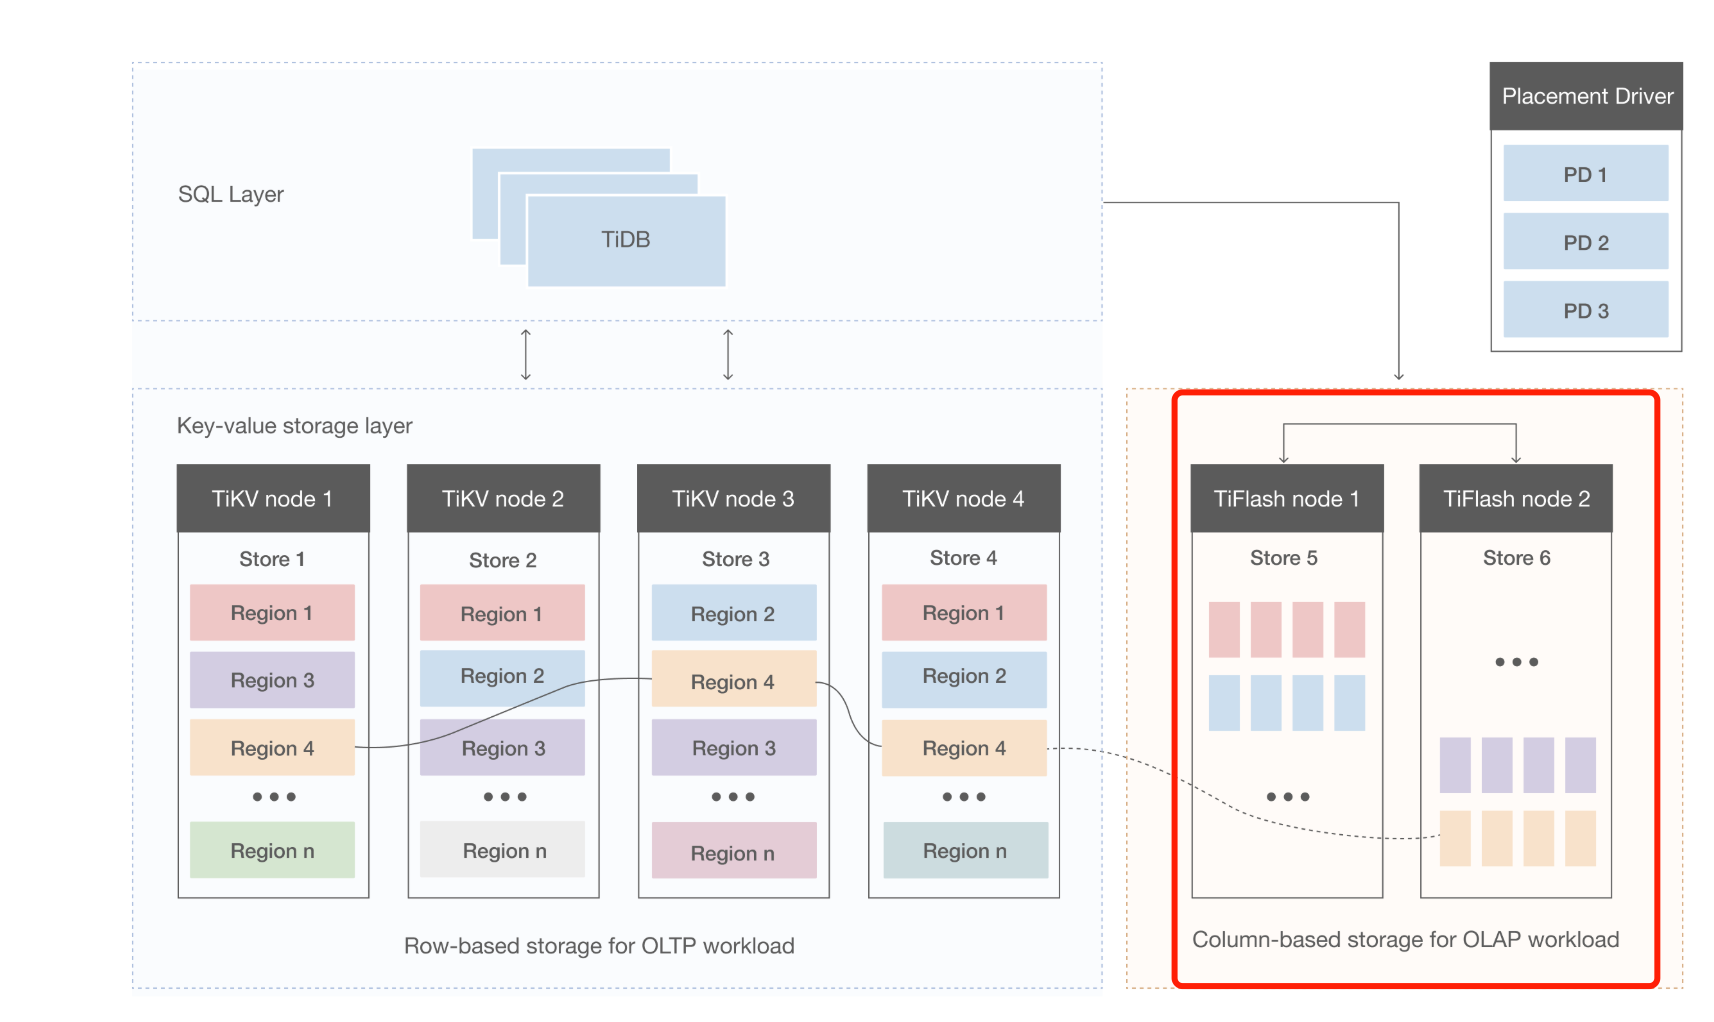 SQL Layer
TiDB
Placement Driver
PD 1
PD 2
PD 3
Key-value storage layer
TiKV node 1
Store 1
Region 1
Region 3
Region 4
Region n
TiKV node 2
Store 2
Region 1
Region 2
Region 3
Region n
TiKV node 3
Store 3
Region 2
Region 4
Region 3
Region n
TiKV node 4
Store 4
Region 1
Region 2
Region 4
Region n
Row-based storage for OLTP workload
TiFlash node 1
Store 5
TiFlash node 2
Store 6
Column-based storage for OLAP workload